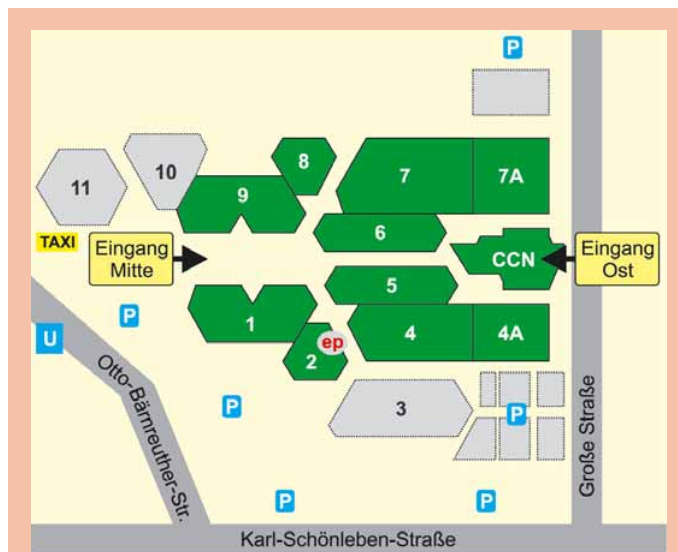 P
8
10
7
7A
11
9
6
TAXI
Eingang
Mitte
CCN
Eingang
Ost
5
P
1
4
4A
U
ep
2
Otto-Bärnreuther-Str.
P
3
P
Große Straße
P
P
Karl-Schönleben-Straße